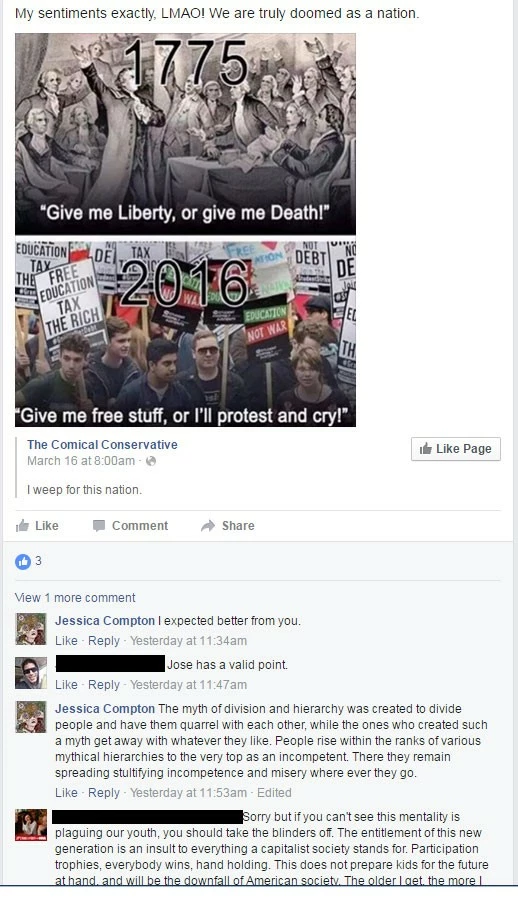 My sentiments exactly, LMAO! We are truly doomed as a nation.
1775
"Give me Liberty, or give me Death!"
EDUCATION
TAX
THE
FREE
EDUCATION
TAX
THE RICH
DEBT
TAX
FREE
NOT
DEBT
NO
DE
2016
EDUCATION
NOT WAR
"Give me free stuff, or I'll protest and cry!"
The Comical Conservative
March 16 at 8:00am ·
Like Page
I weep for this nation.
Like Comment Share
3
View 1 more comment
Jessica Compton I expected better from you.
Like · Reply · Yesterday at 11:34am
Jose has a valid point.
Like · Reply · Yesterday at 11:47am
Jessica Compton The myth of division and hierarchy was created to divide
people and have them quarrel with each other, while the ones who created such
a myth get away with whatever they like. People rise within the ranks of various
mythical hierarchies to the very top as an incompetent. There they remain
spreading stultifying incompetence and misery where ever they go.
Like · Reply · Yesterday at 11:53am · Edited
Sorry but if you can't see this mentality is
plaguing our youth, you should take the blinders off. The entitlement of this new
generation is an insult to everything a capitalist society stands for. Participation
trophies, everybody wins, hand holding. This does not prepare kids for the future
at hand, and will be the downfall of American society. The older I get, the more I